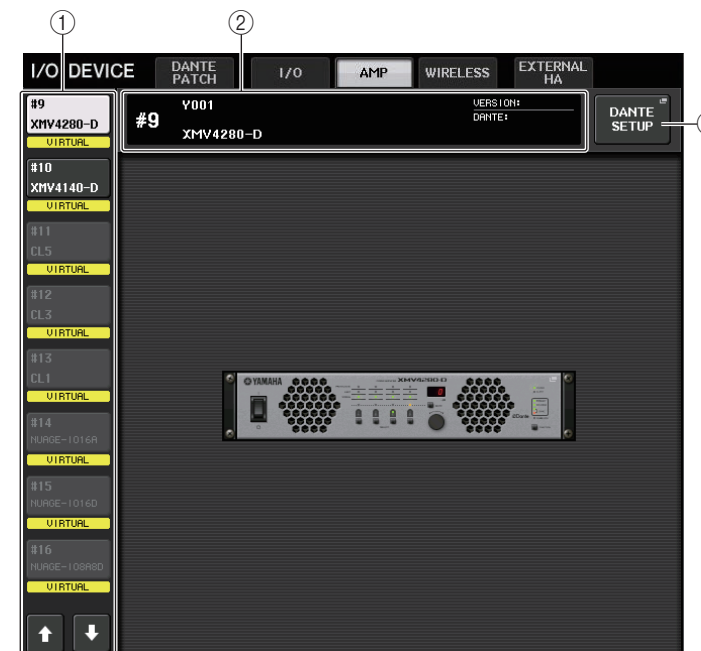 1
2
I/O DEVICE
DANTE PATCH
I/O
AMP
WIRELESS
EXTERNAL HA
#9
XMV4280-D
VIRTUAL
#9
Y001
XMV4280-D
VERSION:
DANTE:
DANTE SETUP
#10
XMV4140-D
VIRTUAL
#11
CL5
VIRTUAL
#12
CL3
VIRTUAL
#13
CL1
VIRTUAL
#14
NUAGE-IO16A
VIRTUAL
#15
NUAGE-IO16D
VIRTUAL
#16
NUAGE-IO8A8D
VIRTUAL
YAMAHA
XMV4280-D
Dante